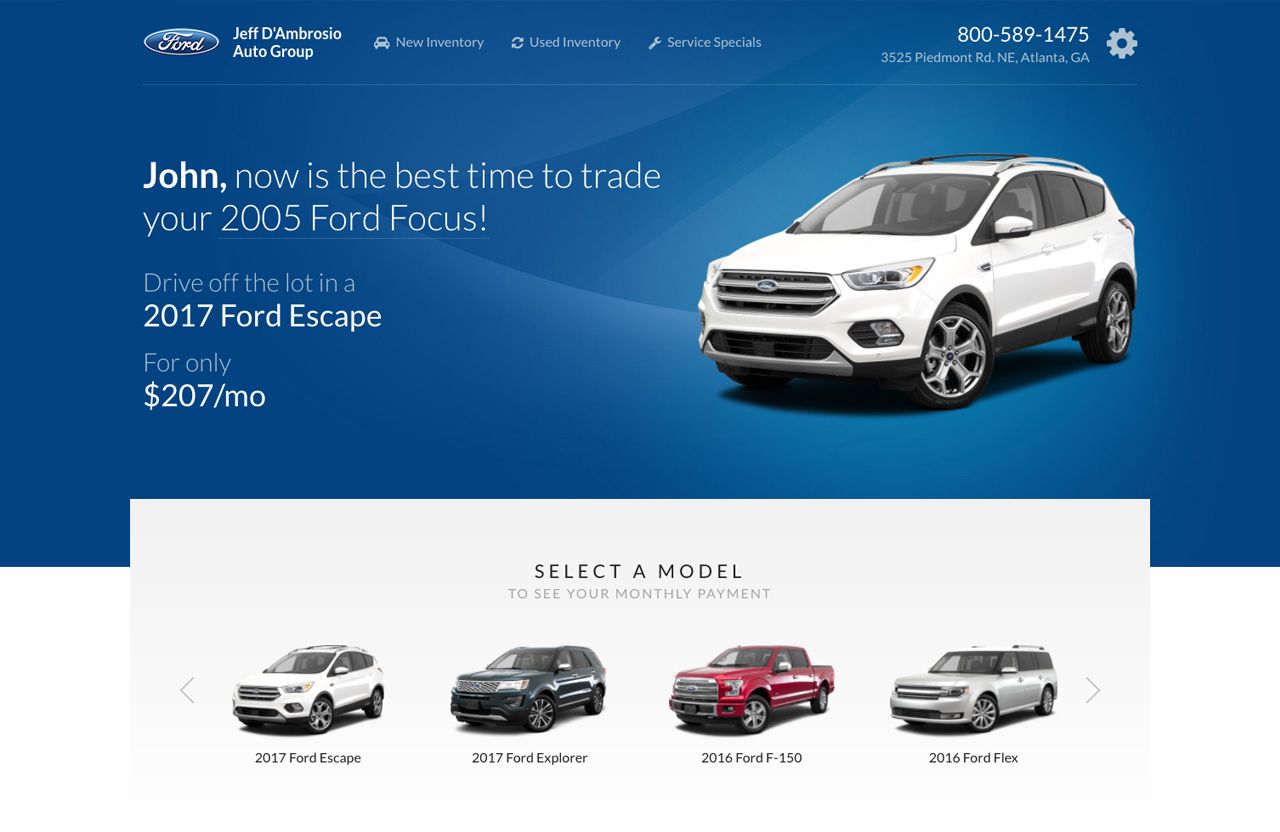 Ford
Jeff D'Ambrosio
Auto Group
New Inventory
Used Inventory
Service Specials
800-589-1475
3525 Piedmont Rd. NE, Atlanta, GA
John, now is the best time to trade
your 2005 Ford Focus!
Drive off the lot in a
2017 Ford Escape
For only
$207/mo
SELECT A MODEL
TO SEE YOUR MONTHLY PAYMENT
2017 Ford Escape
2017 Ford Explorer
2016 Ford F-150
2016 Ford Flex